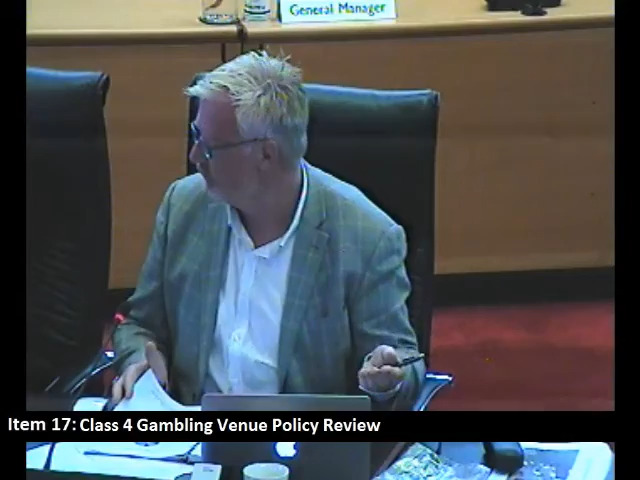 General Manager
Item 17: Class 4 Gambling Venue Policy Review